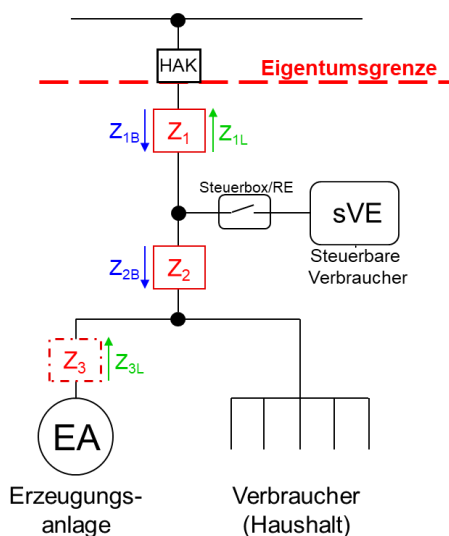 HAK
Eigentumsgrenze
Z1B
Z1
Z1L
Steuerbox/RE
sVE
Steuerbare
Verbraucher
Z2B
Z2
Z3
Z3L
EA
Erzeugungs-
anlage
Verbraucher
(Haushalt)